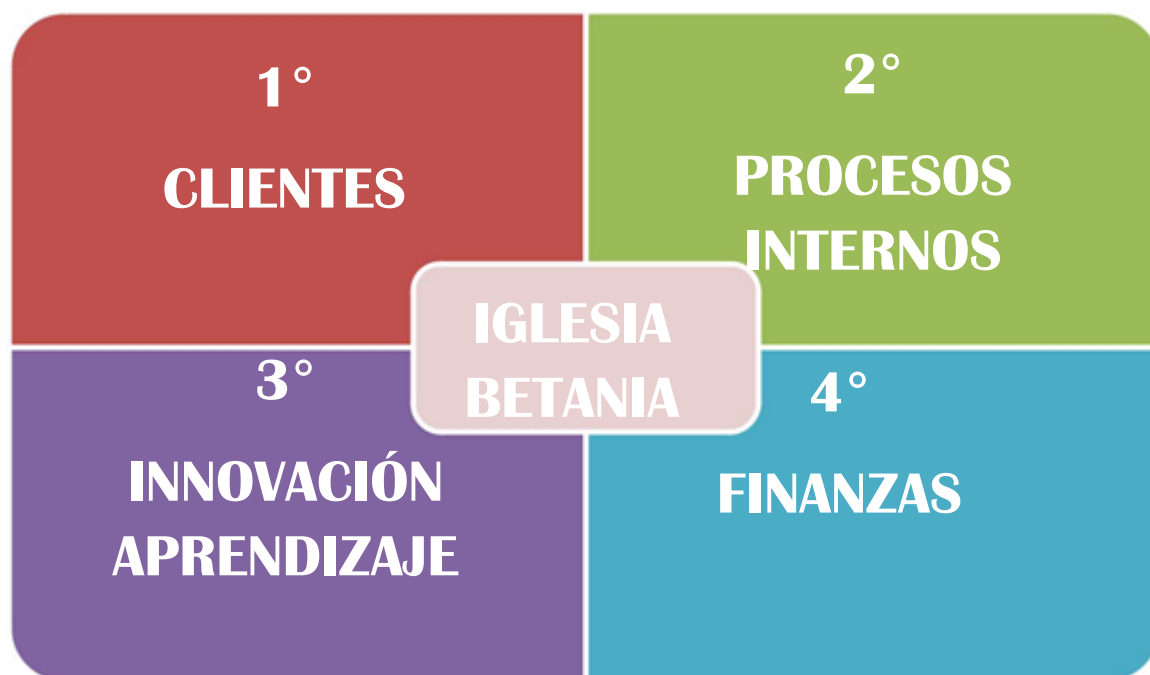 1°
CLIENTES
2°
PROCESOS
INTERNOS
IGLESIA
BETANIA
3°
INNOVACIÓN
APRENDIZAJE
4°
FINANZAS